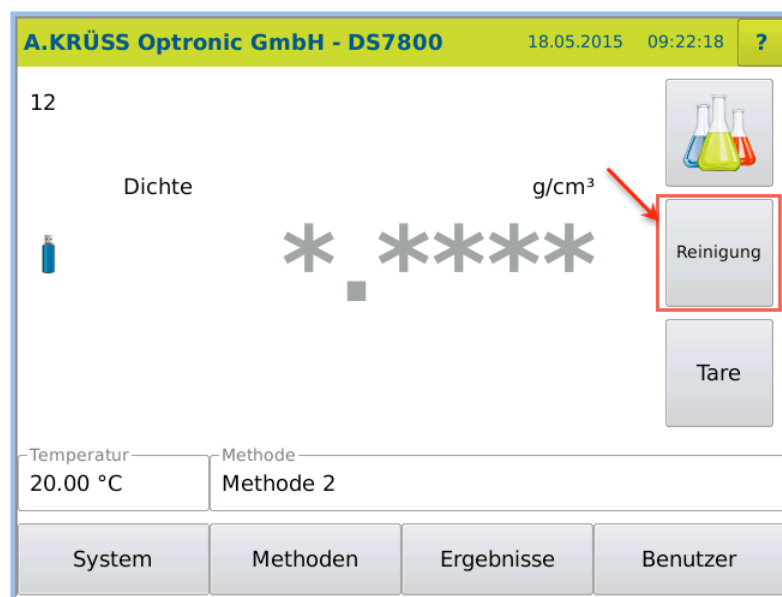 A.KRÜSS Optronic GmbH - DS7800 18.05.2015 09:22:18 ?
12
Dichte g/cm³
*.****
Reinigung
Tare
Temperatur
20.00 °C
Methode
Methode 2
System Methoden Ergebnisse Benutzer